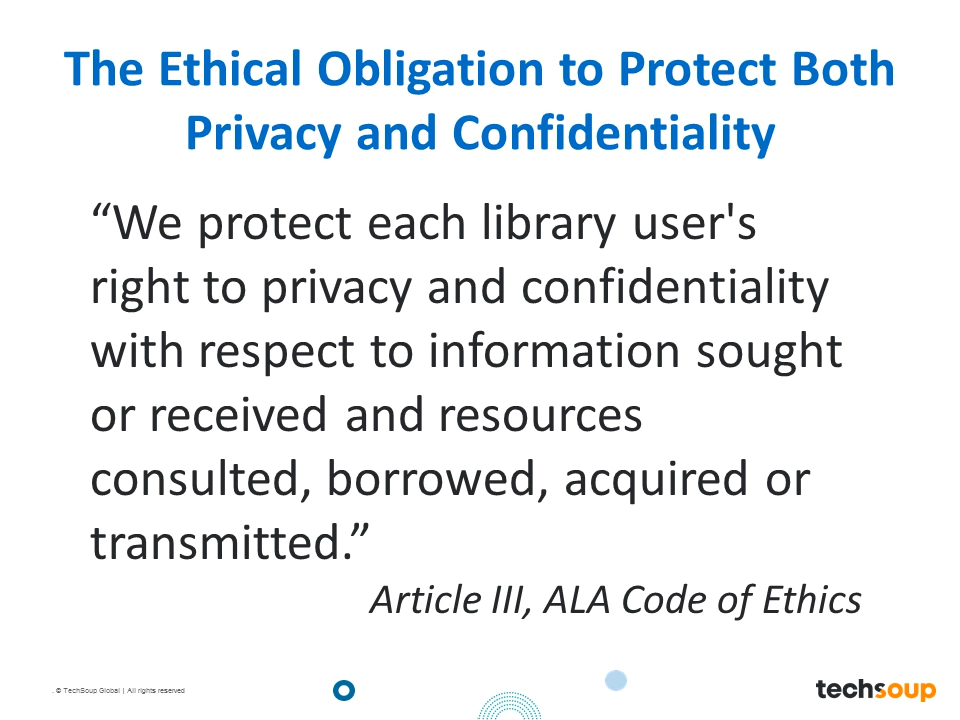 The Ethical Obligation to Protect Both
Privacy and Confidentiality
“We protect each library user's
right to privacy and confidentiality
with respect to information sought
or received and resources
consulted, borrowed, acquired or
transmitted.”
Article III, ALA Code of Ethics
. © TechSoup Global | All rights reserved
techsoup